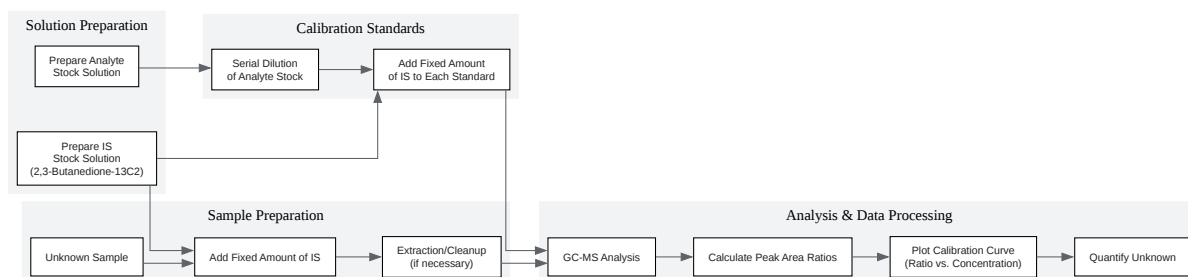 Solution Preparation
Prepare Analyte
Stock Solution
Prepare IS
Stock Solution
(2,3-Butanedione-13C2)
Calibration Standards
Serial Dilution
of Analyte Stock
Add Fixed Amount
of IS to Each Standard
Sample Preparation
Unknown Sample
Add Fixed Amount of IS
Extraction/Cleanup
(if necessary)
Analysis & Data Processing
GC-MS Analysis
Calculate Peak Area Ratios
Plot Calibration Curve
(Ratio vs. Concentration)
Quantify Unknown